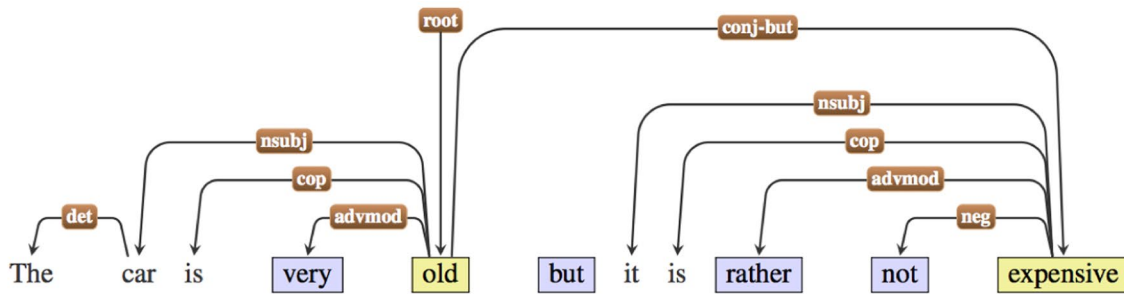 root
conj-but
nsubj
nsubj
cop
cop
advmod
det
advmod
neg
The car is very old but it is rather not expensive